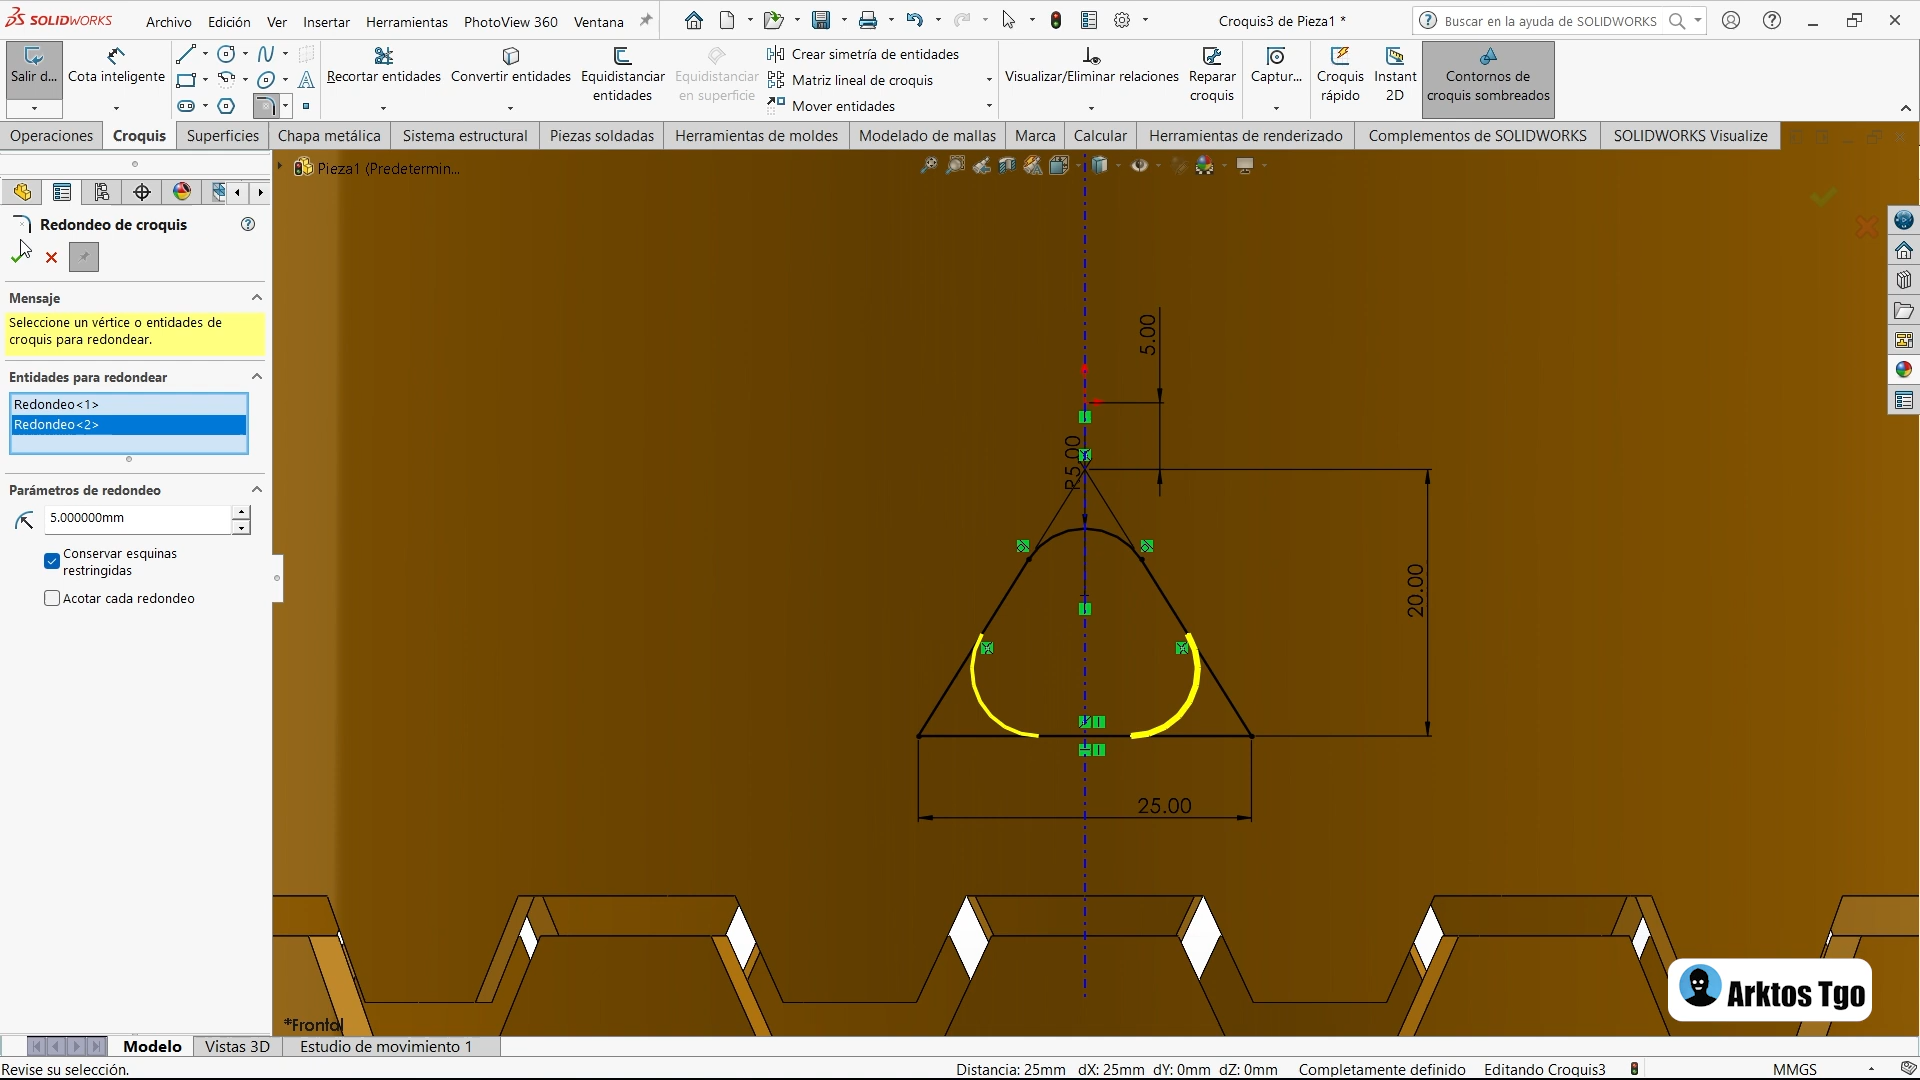 SOLIDWORKS
Archivo
Edición
Ver
Insertar
Herramientas
PhotoView 360
Ventana
Croquis3 de Pieza1 *
Buscar en la ayuda de SOLIDWORKS
Salir d...
Cota inteligente
Recortar entidades
Convertir entidades
Equidistanciar
entidades
Equidistanciar
en superficie
Crear simetría de entidades
Matriz lineal de croquis
Mover entidades
Visualizar/Eliminar relaciones
Reparar
croquis
Captur...
Croquis
rápido
Instant
2D
Contornos de
croquis sombreados
Operaciones
Croquis
Superficies
Chapa metálica
Sistema estructural
Piezas soldadas
Herramientas de moldes
Modelado de mallas
Marca
Calcular
Herramientas de renderizado
Complementos de SOLIDWORKS
SOLIDWORKS Visualize
Pieza1 (Predetermin...
Redondeo de croquis
Mensaje
Seleccione un vértice o entidades de
croquis para redondear.
Entidades para redondear
Redondeo<1>
Redondeo<2>
Parámetros de redondeo
5.000000mm
Conservar esquinas
restringidas
Acotar cada redondeo
5.00
R5.00
20.00
25.00
*Frontal
Arktos Tgo
Modelo
Vistas 3D
Estudio de movimiento 1
Revise su selección.
Distancia: 25mm dX: 25mm dY: 0mm dZ: 0mm
Completamente definido
Editando Croquis3
MMGS